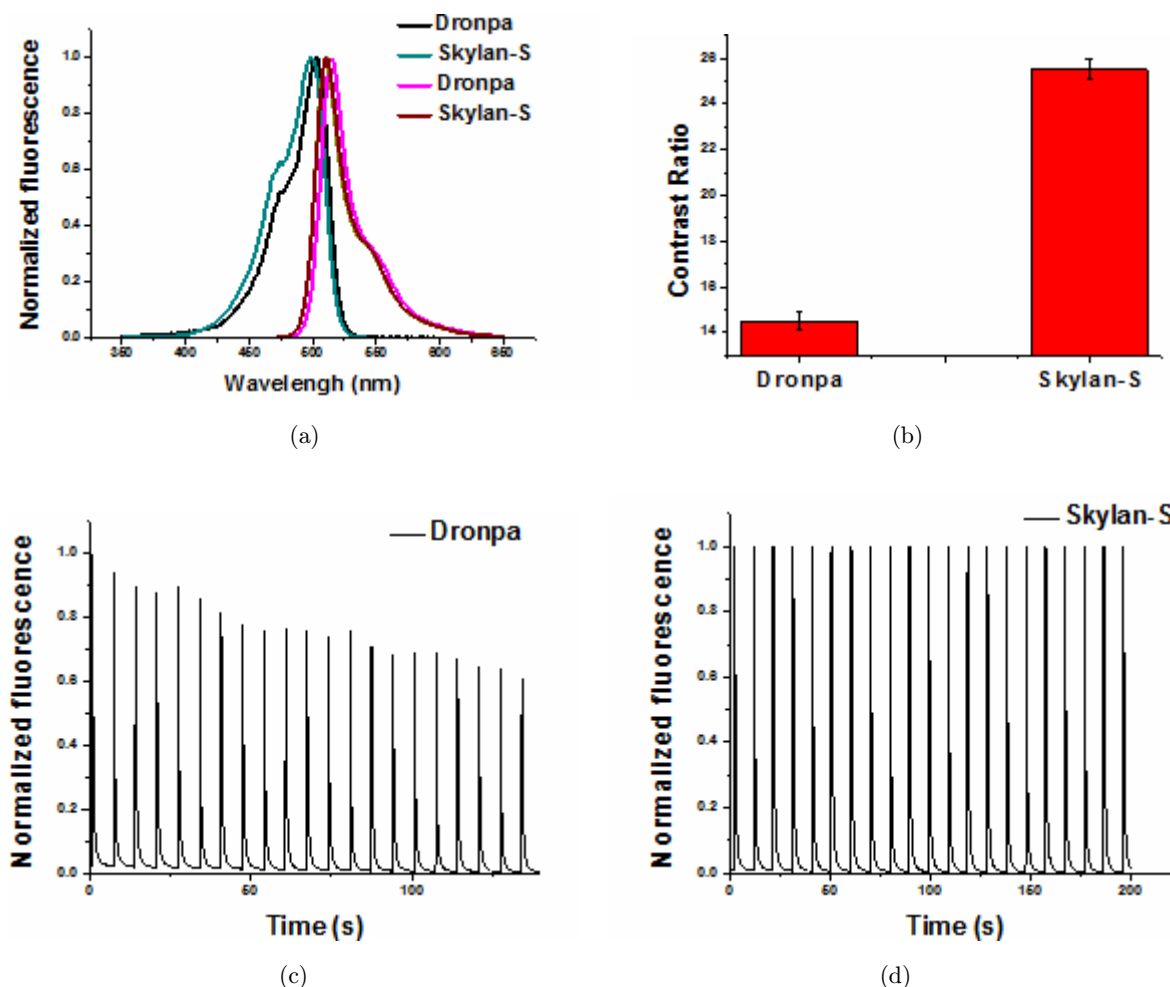 Dronpa
Skylan-S
Dronpa
Skylan-S
Normalized fluorescence
1.0
0.8
0.6
0.4
0.2
0.0
350 400 450 500 550 600 650
Wavelengh (nm)
(a)
Contrast Ratio
26
24
22
20
18
16
14
Dronpa Skylan-S
(b)
Dronpa
Normalized fluorescence
1.0
0.8
0.6
0.4
0.2
0.0
0 50 100
Time (s)
(c)
Skylan-S
Normalized fluorescence
1.0
0.8
0.6
0.4
0.2
0.0
0 50 100 150 200
Time (s)
(d)